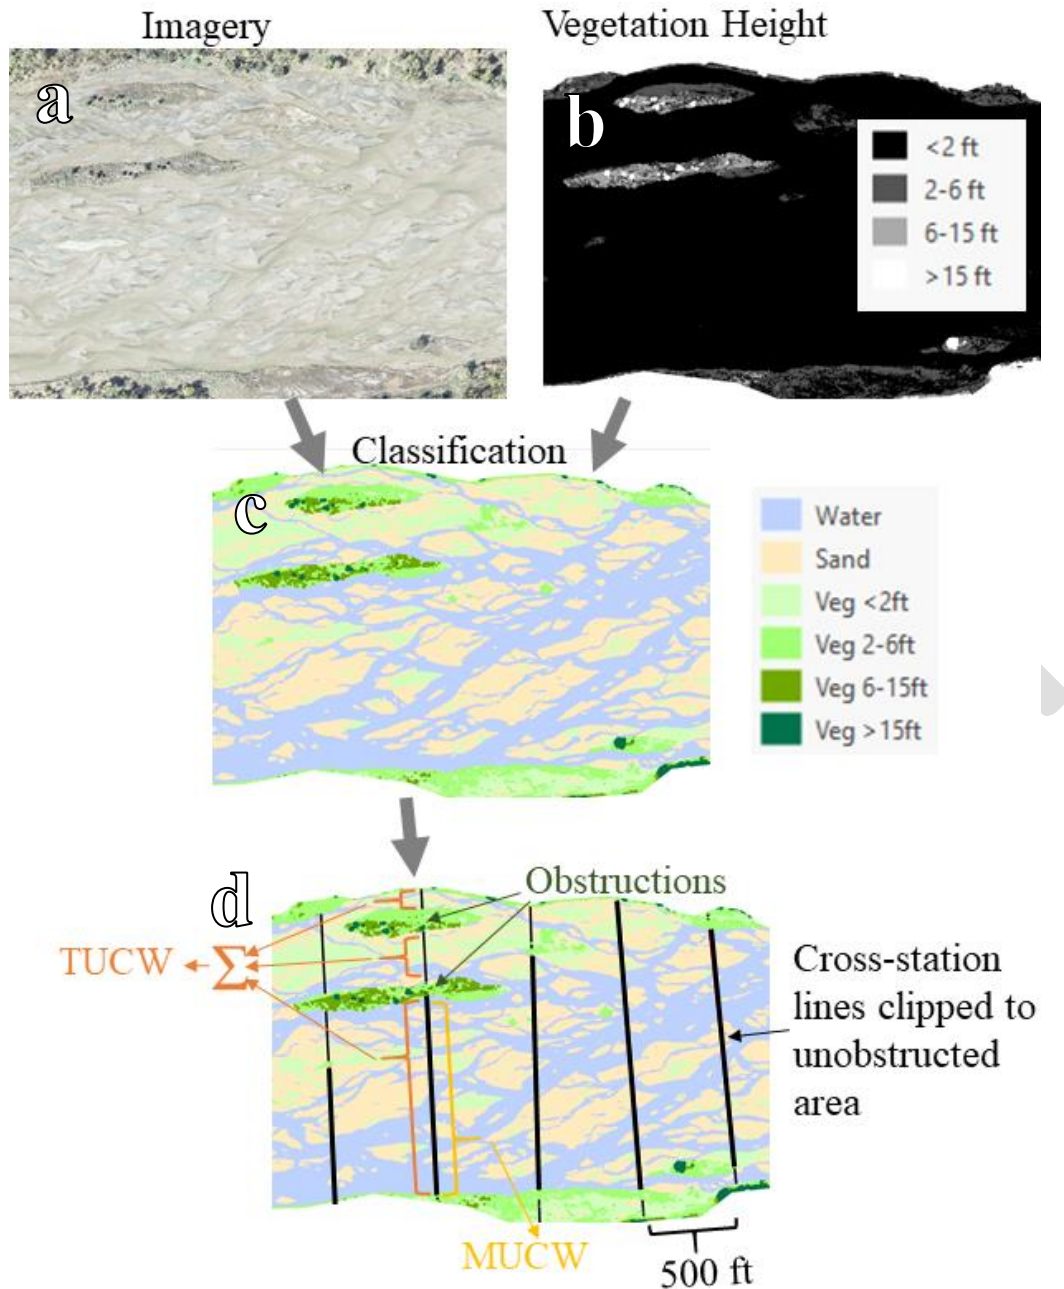 Imagery
Vegetation Height
a
b
<2 ft
2-6 ft
6-15 ft
>15 ft
Classification
c
Water
Sand
Veg <2ft
Veg 2-6ft
Veg 6-15ft
Veg >15ft
d
Obstructions
TUCW
Σ
Cross-station
lines clipped to
unobstructed
area
MUCW
500 ft